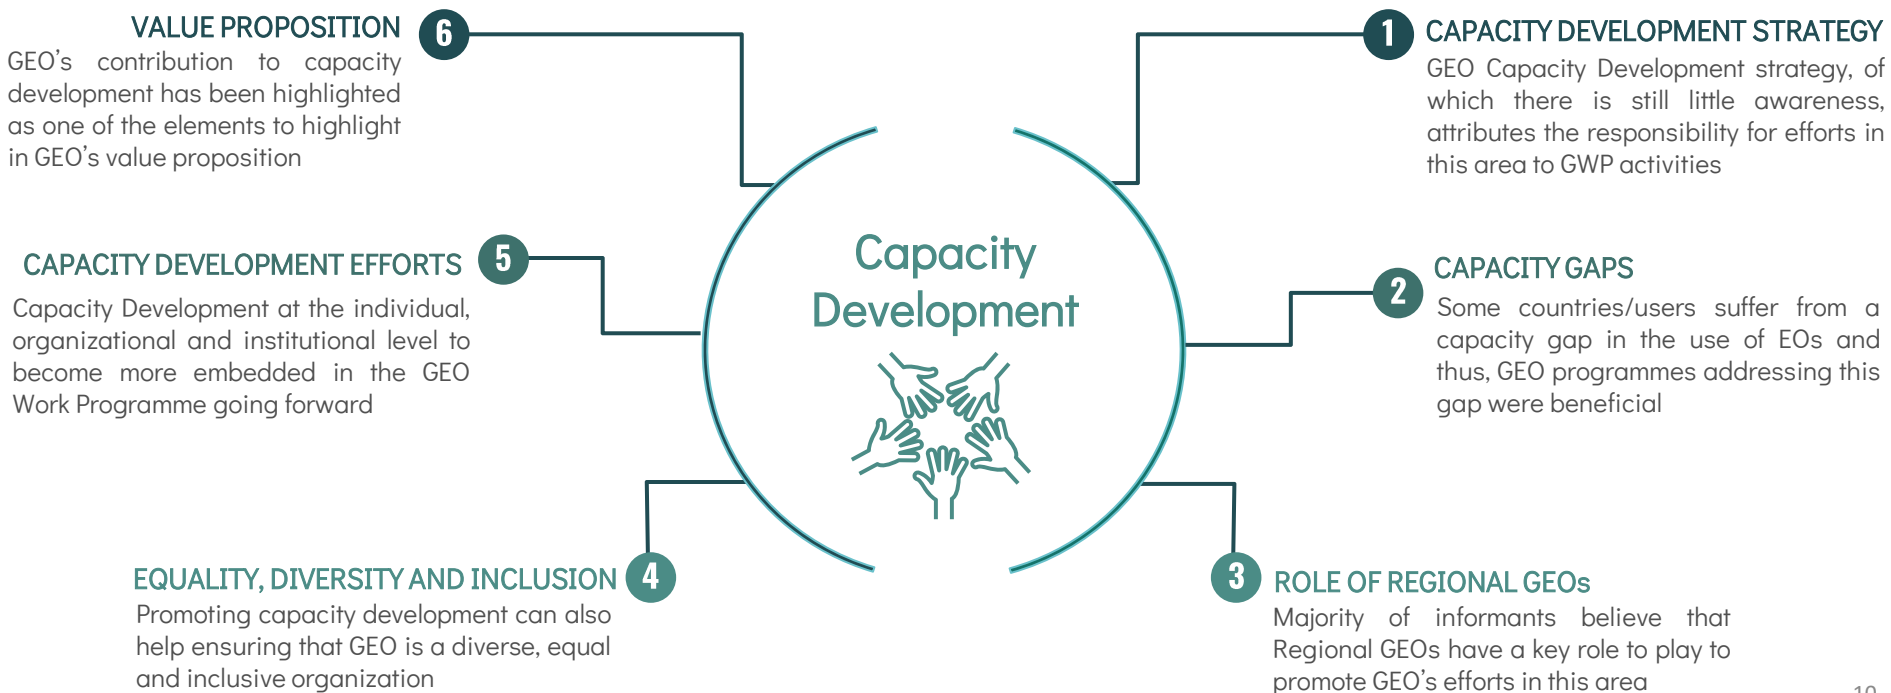 VALUE PROPOSITION
6
GEO's contribution to capacity
development has been highlighted
as one of the elements to highlight
in GEO's value proposition
1
CAPACITY DEVELOPMENT STRATEGY
GEO Capacity Development strategy, of
which there is still little awareness,
attributes the responsibility for efforts in
this area to GWP activities
CAPACITY DEVELOPMENT EFFORTS
5
Capacity Development at the individual,
organizational and institutional level to
become more embedded in the GEO
Work Programme going forward
Capacity
Development
2
CAPACITY GAPS
Some countries/users suffer from a
capacity gap in the use of EOs and
thus, GEO programmes addressing this
gap were beneficial
EQUALITY, DIVERSITY AND INCLUSION
4
Promoting capacity development can also
help ensuring that GEO is a diverse, equal
and inclusive organization
3
ROLE OF REGIONAL GEOs
Majority of informants believe that
Regional GEOs have a key role to play to
promote GEO's efforts in this area